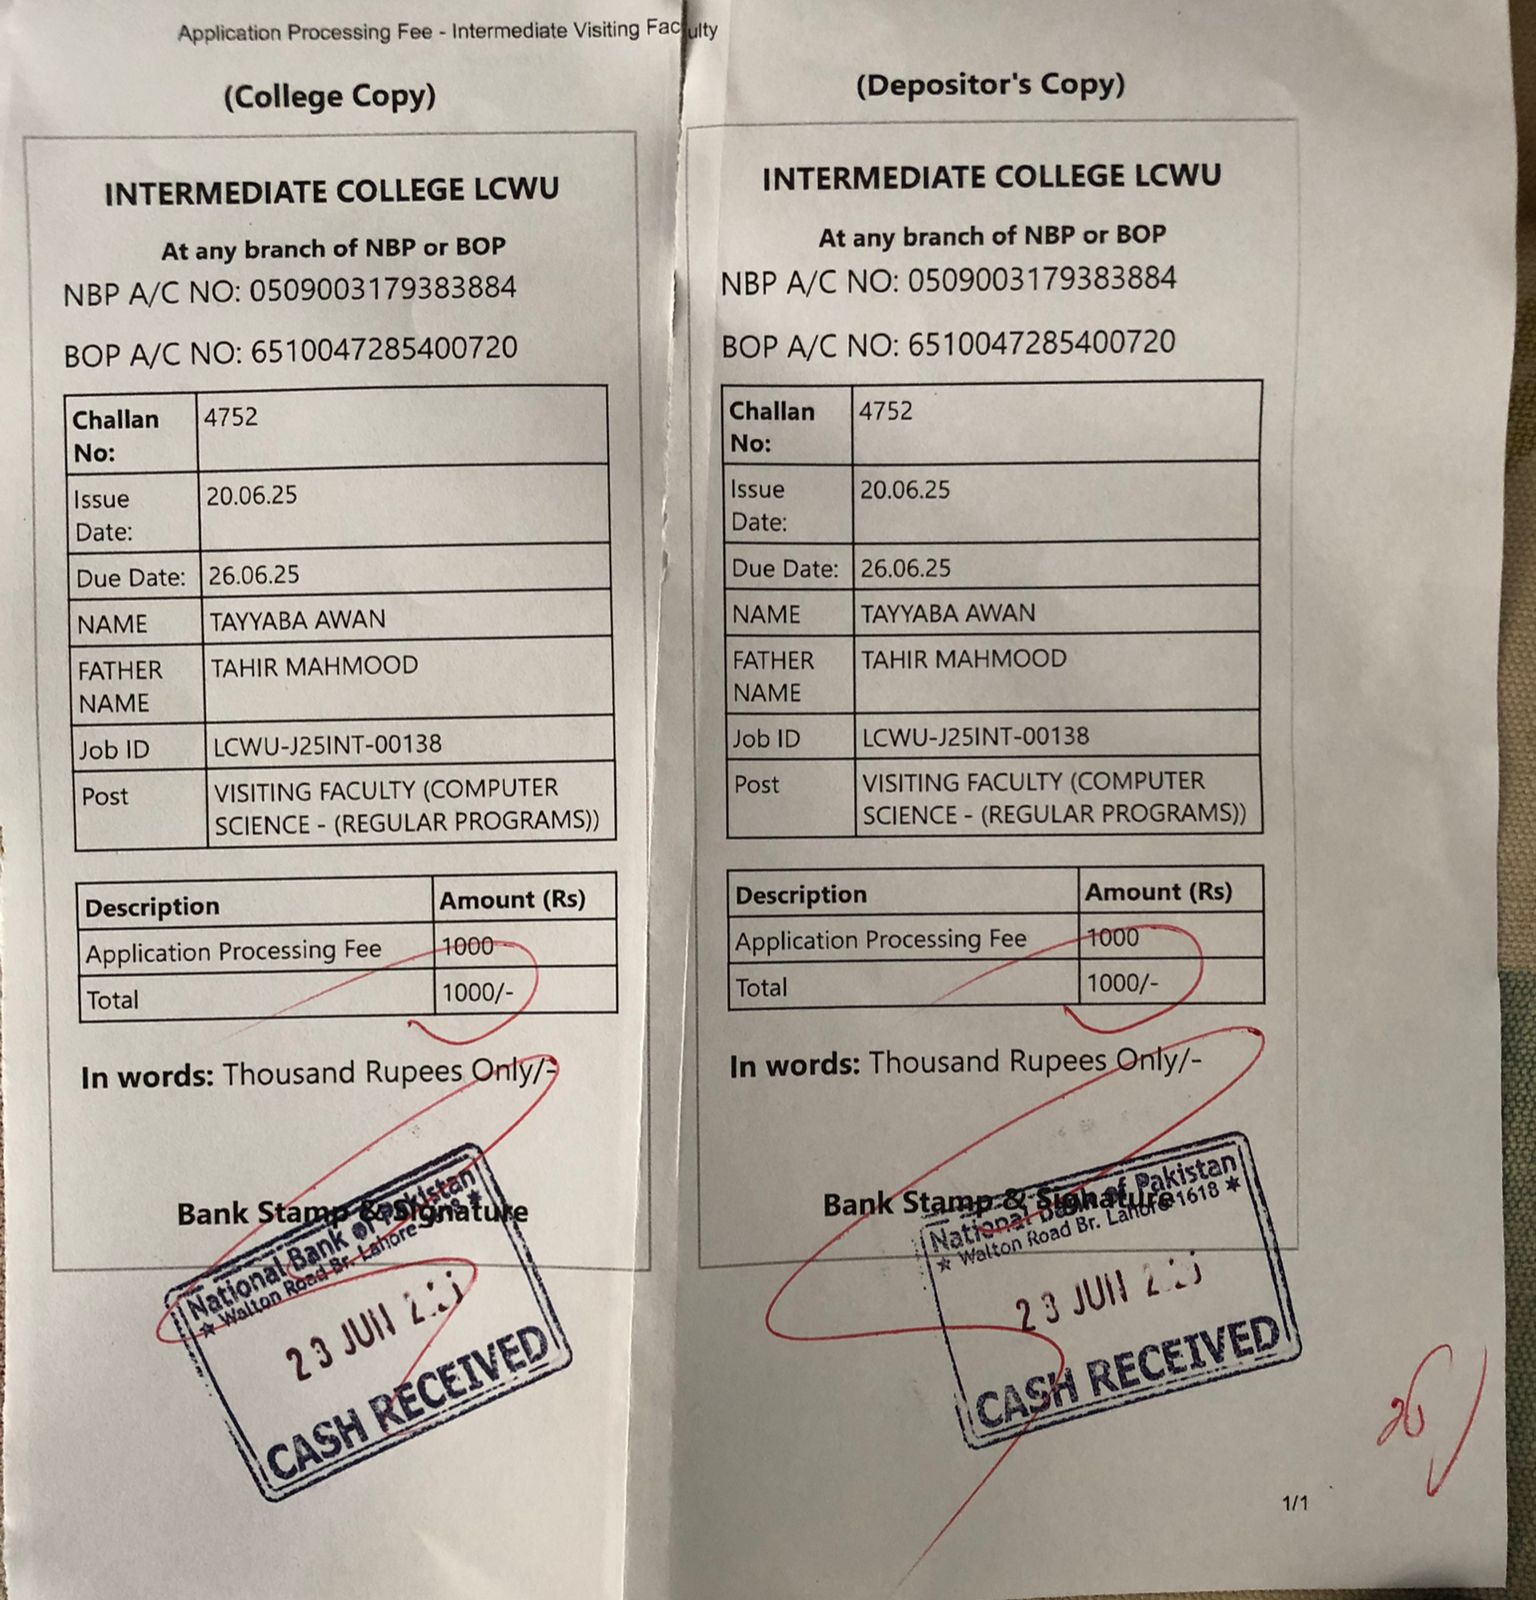 Application Processing Fee - Intermediate Visiting Faculty
(College Copy)
INTERMEDIATE COLLEGE LCWU
At any branch of NBP or BOP
NBP A/C NO: 0509003179383884
BOP A/C NO: 6510047285400720
Challan No: 4752
Issue Date: 20.06.25
Due Date: 26.06.25
NAME TAYYABA AWAN
FATHER NAME TAHIR MAHMOOD
Job ID LCWU-J25INT-00138
Post VISITING FACULTY (COMPUTER
SCIENCE - (REGULAR PROGRAMS))
Description Amount (Rs)
Application Processing Fee 1000
Total 1000/-
In words: Thousand Rupees Only/-
Bank Stamp & Signature
National Bank of Pakistan
Walton Road Br. Lahore
23 JUN
CASH RECEIVED
(Depositor's Copy)
INTERMEDIATE COLLEGE LCWU
At any branch of NBP or BOP
NBP A/C NO: 0509003179383884
BOP A/C NO: 6510047285400720
Challan No: 4752
Issue Date: 20.06.25
Due Date: 26.06.25
NAME TAYYABA AWAN
FATHER NAME TAHIR MAHMOOD
Job ID LCWU-J25INT-00138
Post VISITING FACULTY (COMPUTER
SCIENCE - (REGULAR PROGRAMS))
Description Amount (Rs)
Application Processing Fee 1000
Total 1000/-
In words: Thousand Rupees Only/-
Bank Stamp & Signature
National Bank of Pakistan
★ Walton Road Br. Lahore-1618 ★
23 JUN
CASH RECEIVED
1/1